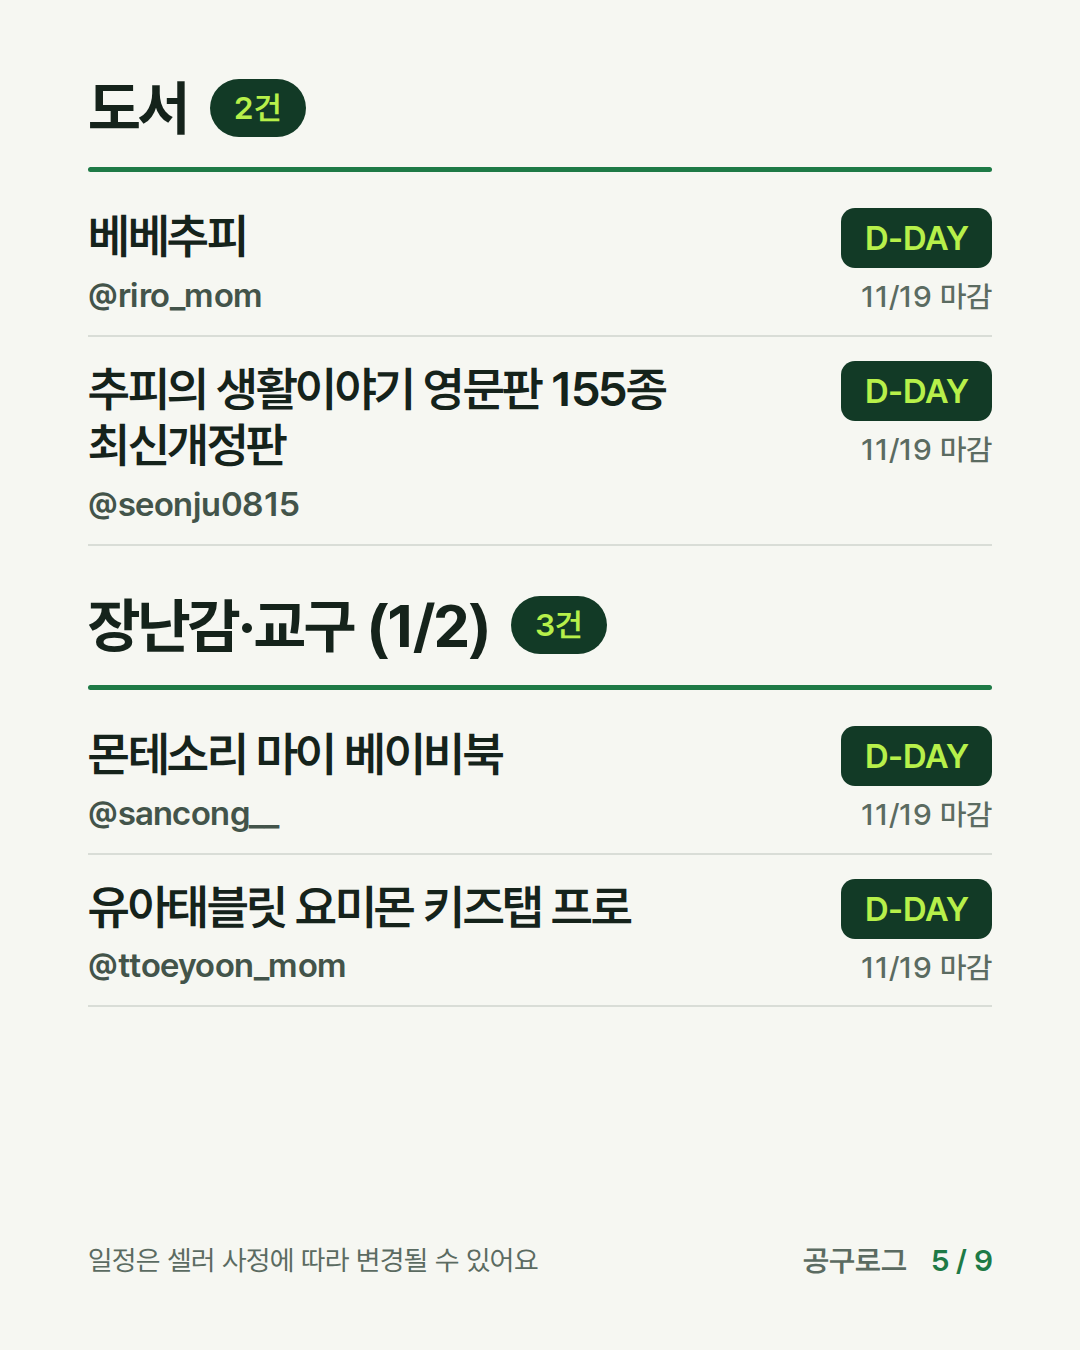 도서 2건
베베추피 D-DAY
@riro_mom 11/19 마감
추피의 생활이야기 영문판 155종 D-DAY
최신개정판 11/19 마감
@seonju0815
장난감·교구 (1/2) 3건
몬테소리 마이 베이비북 D-DAY
@sancong__ 11/19 마감
유아태블릿 요미몬 키즈탭 프로 D-DAY
@ttoeyoon_mom 11/19 마감
일정은 셀러 사정에 따라 변경될 수 있어요 공구로그 5 / 9